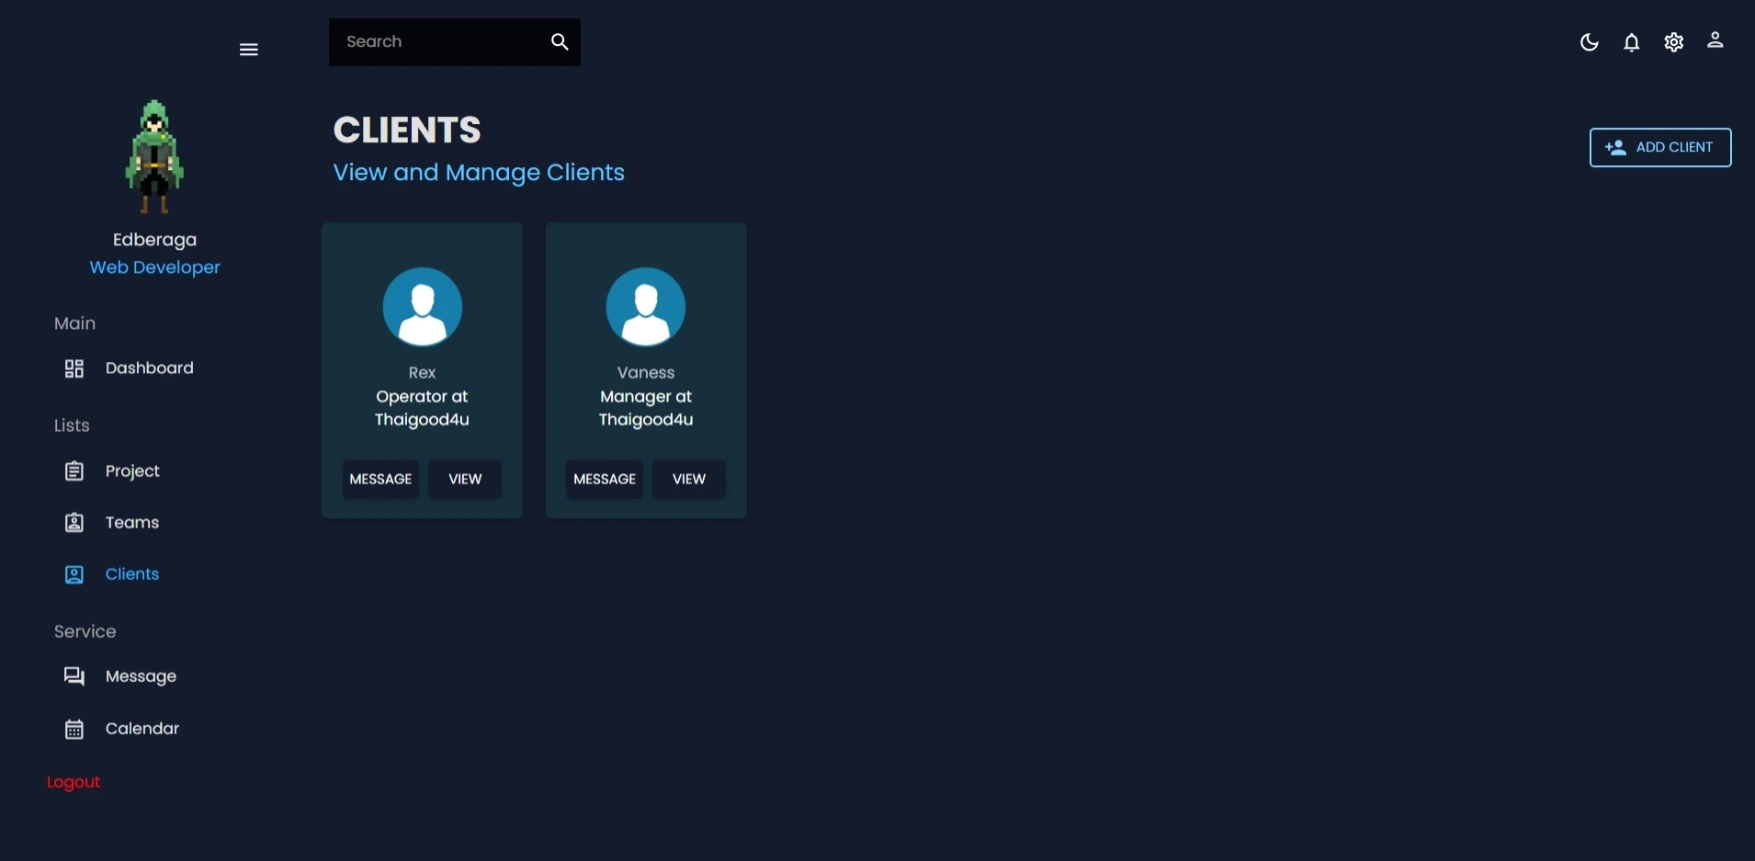 Search
Edberaga
Web Developer
Main
Dashboard
Lists
Project
Teams
Clients
Service
Message
Calendar
Logout
CLIENTS
View and Manage Clients
ADD CLIENT
Rex
Operator at
Thaigood4u
MESSAGE VIEW
Vaness
Manager at
Thaigood4u
MESSAGE VIEW